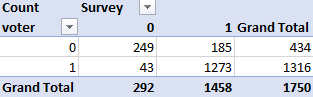 Count Survey
voter 0 1 Grand Total
0 249 185 434
1 43 1273 1316
Grand Total 292 1458 1750